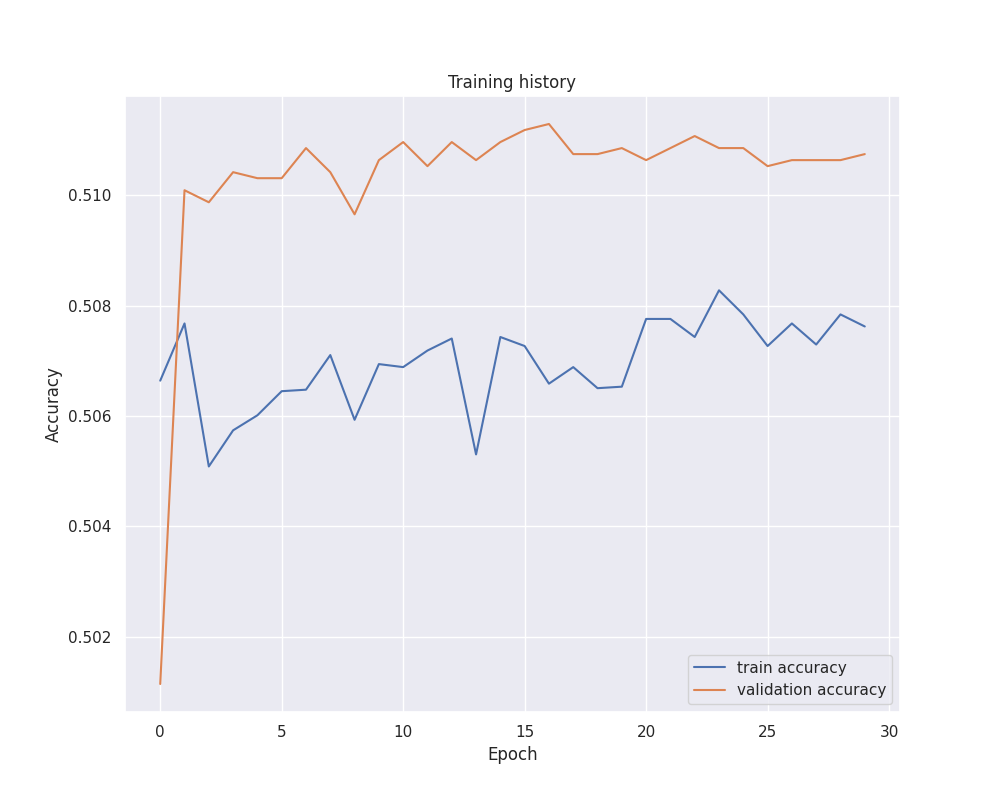 Training history
Accuracy
0.510
0.508
0.506
0.504
0.502
0 5 10 15 20 25 30
Epoch
train accuracy
validation accuracy